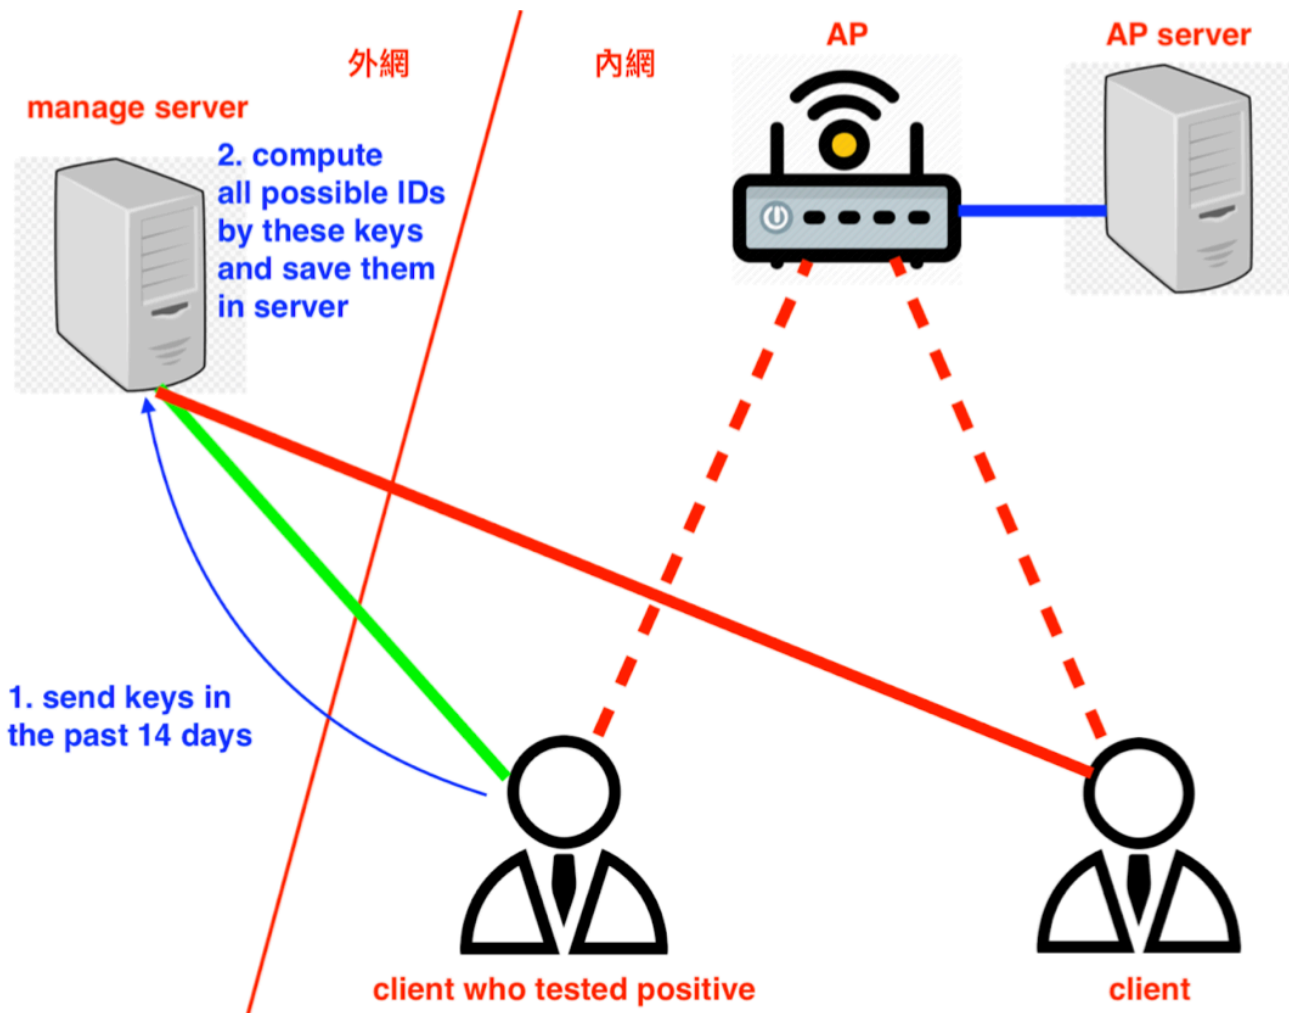 外網
內網
AP
AP server
manage server
2. compute
all possible IDs
by these keys
and save them
in server
1. send keys in
the past 14 days
client who tested positive
client